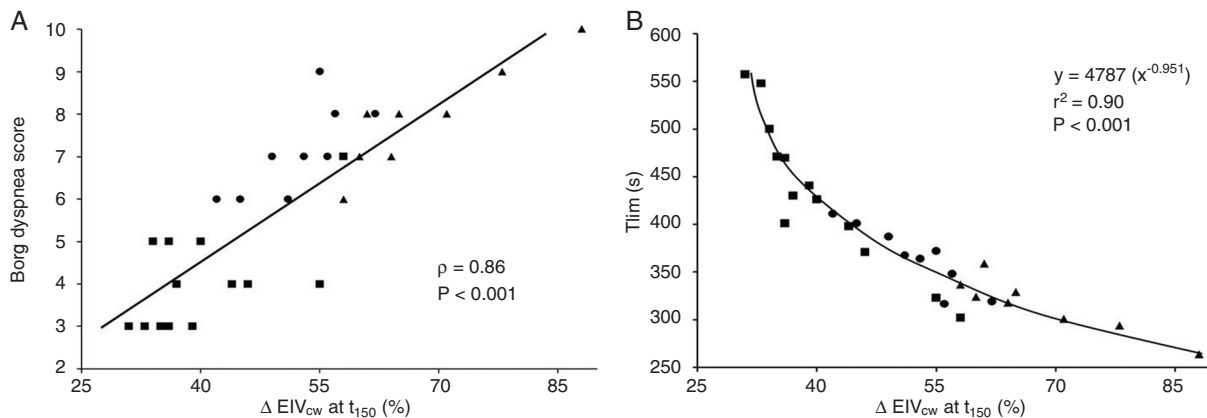 A
Borg dyspnea score
10
9
8
7
6
5
4
3
2
ρ = 0.86
P < 0.001
25 40 55 70 85
Δ EIVcw at t150 (%)
B
Tlim (s)
600
550
500
450
400
350
300
250
y = 4787 (x^-0.951)
r² = 0.90
P < 0.001
25 40 55 70 85
Δ EIVcw at t150 (%)